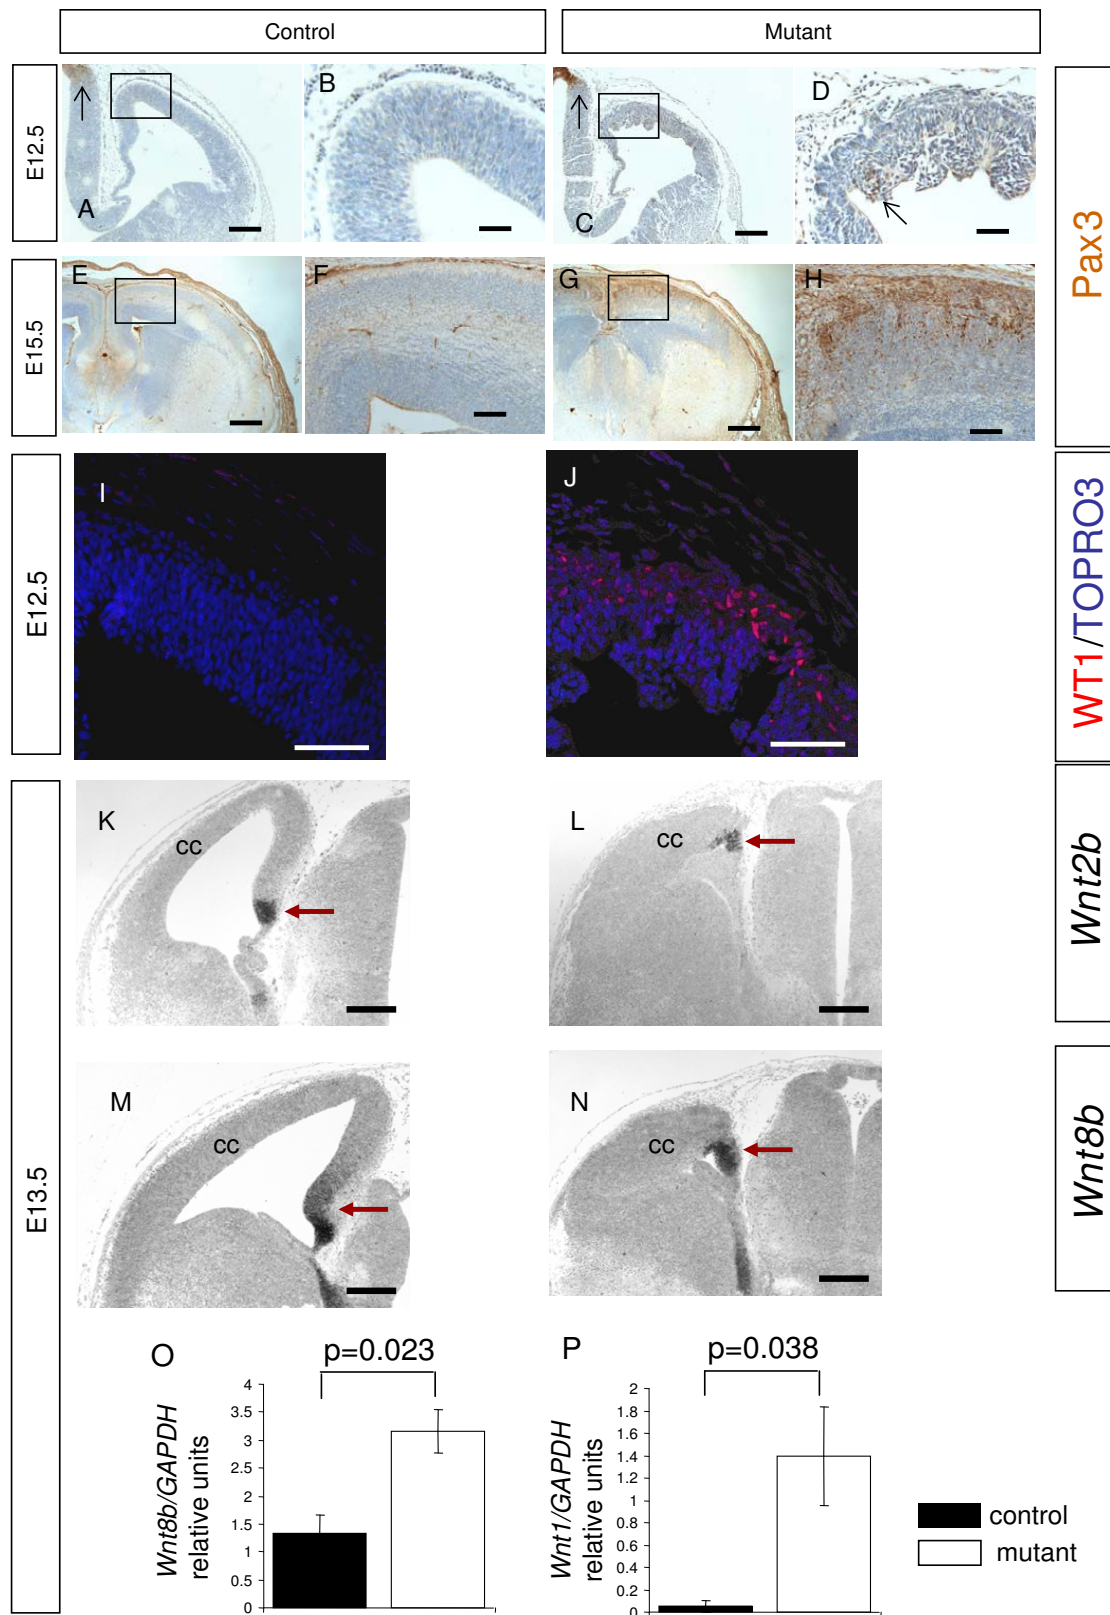 Control
Mutant
E12.5
A
B
C
D
Pax3
E15.5
E
F
G
H
E12.5
I
J
WT1/TOPRO3
E13.5
K
cc
L
cc
Wnt2b
M
cc
N
cc
Wnt8b
O
p=0.023
Wnt8b/GAPDH
relative units
4
3.5
3
2.5
2
1.5
1
0.5
0
P
p=0.038
Wnt1/GAPDH
relative units
2
1.8
1.6
1.4
1.2
1
0.8
0.6
0.4
0.2
0
control
mutant